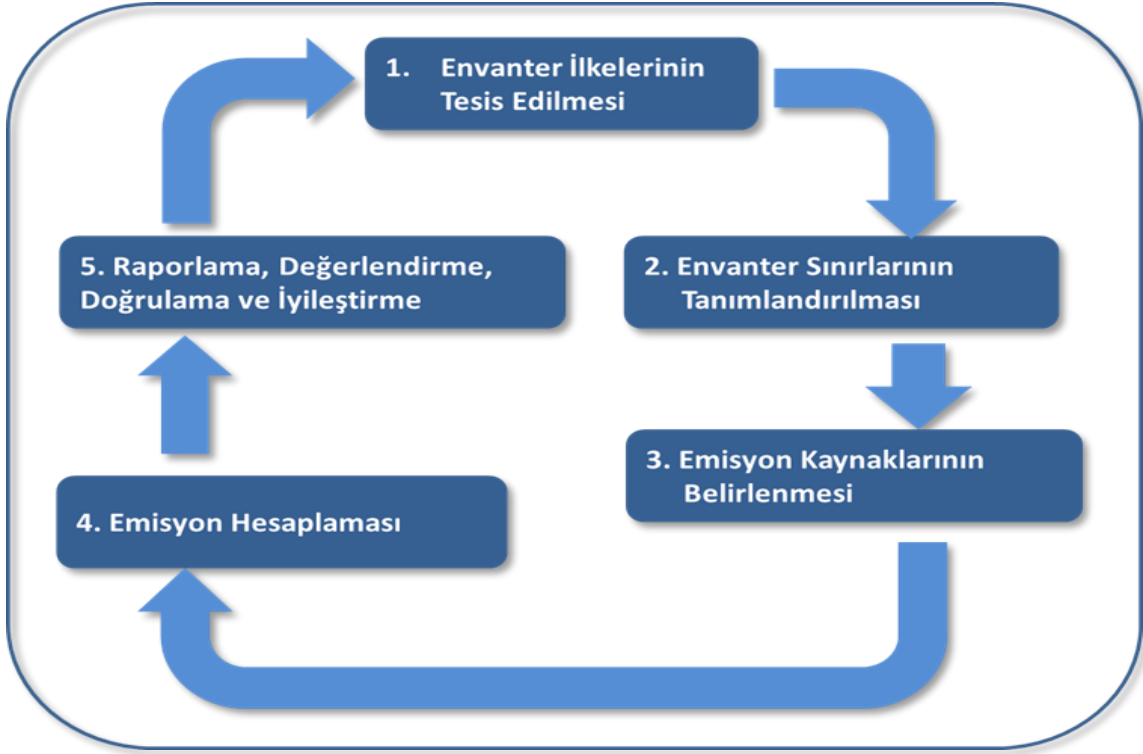 1. Envanter İlkelerinin
Tesis Edilmesi
2. Envanter Sınırlarının
Tanımlandırılması
3. Emisyon Kaynaklarının
Belirlenmesi
4. Emisyon Hesaplaması
5. Raporlama, Değerlendirme,
Doğrulama ve İyileştirme